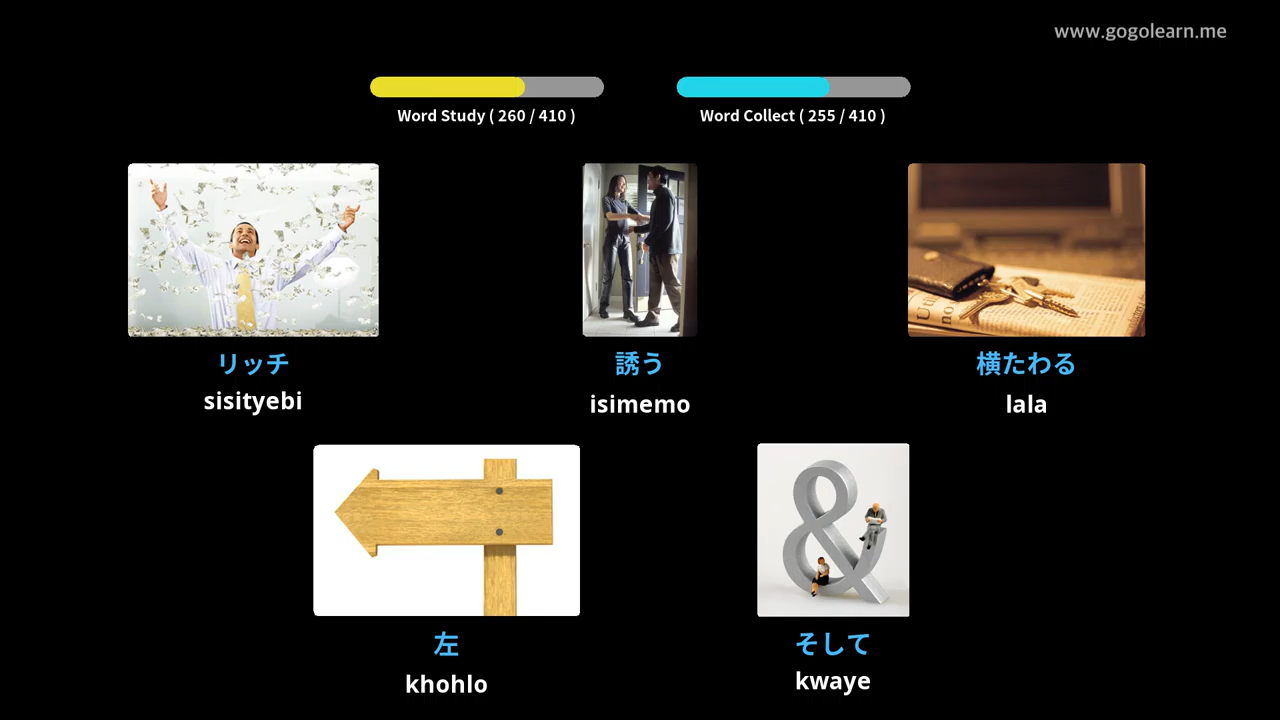 www.gogolearn.me
Word Study ( 260 / 410 )
Word Collect ( 255 / 410 )
リッチ
sisityebi
誘う
isimemo
横たわる
lala
左
khohlo
そして
kwaye
&